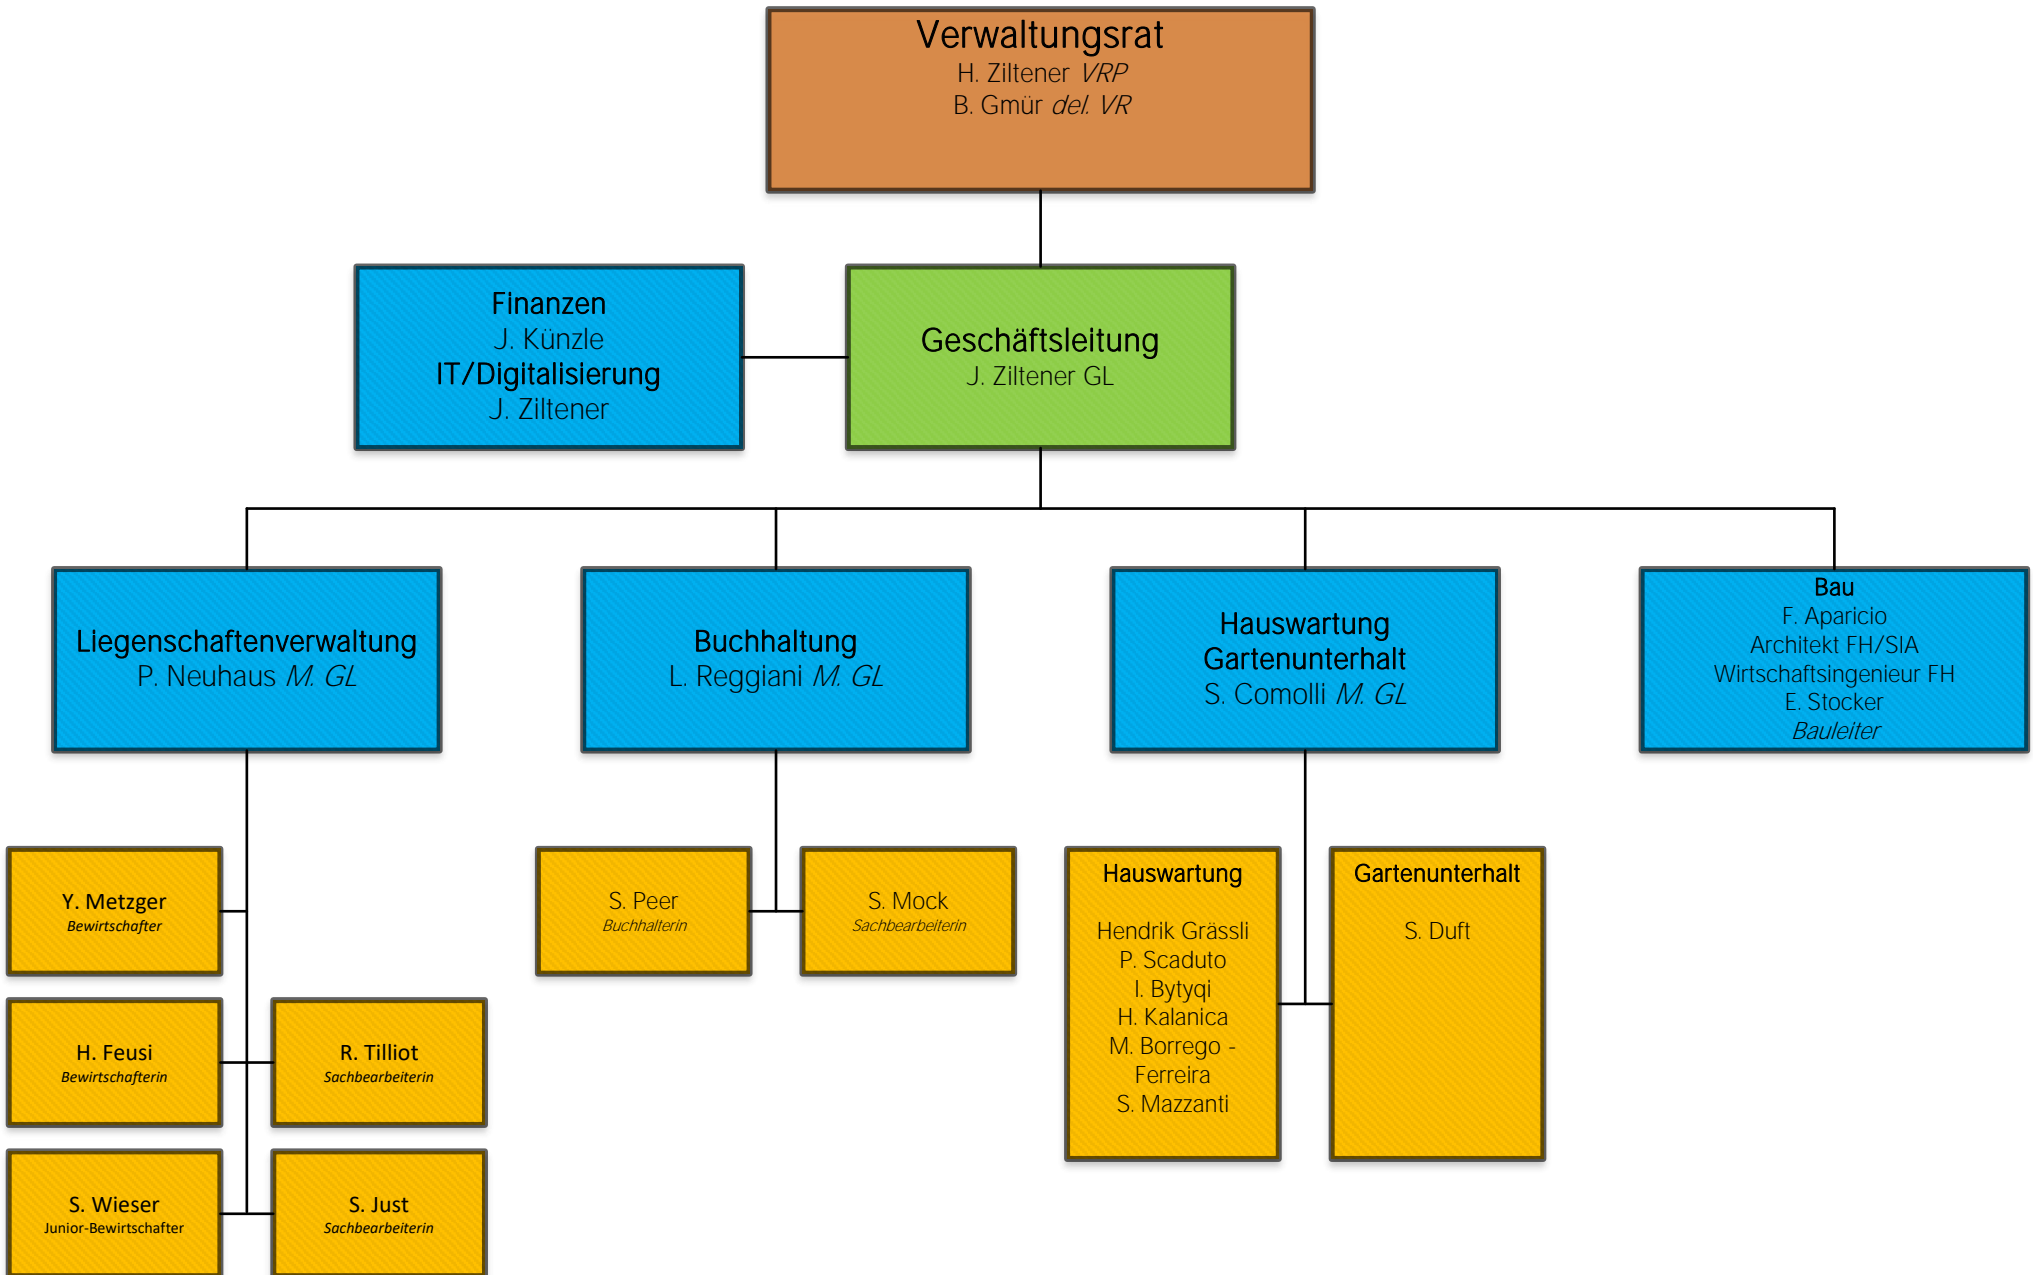 Verwaltungsrat
H. Ziltener VRP
B. Gmür del. VR
Finanzen
J. Künzle
IT/Digitalisierung
J. Ziltener
Geschäftsleitung
J. Ziltener GL
Liegenschaftenverwaltung
P. Neuhaus M. GL
Buchhaltung
L. Reggiani M. GL
Hauswartung
Gartenunterhalt
S. Comolli M. GL
Bau
F. Aparicio
Architekt FH/SIA
Wirtschaftsingenieur FH
E. Stocker
Bauleiter
Y. Metzger
Bewirtschafter
H. Feusi
Bewirtschafterin
R. Tilliot
Sachbearbeiterin
S. Wieser
Junior-Bewirtschafter
S. Just
Sachbearbeiterin
S. Peer
Buchhalterin
S. Mock
Sachbearbeiterin
Hauswartung
Hendrik Grässli
P. Scaduto
I. Bytyqi
H. Kalanica
M. Borrego -
Ferreira
S. Mazzanti
Gartenunterhalt
S. Duft